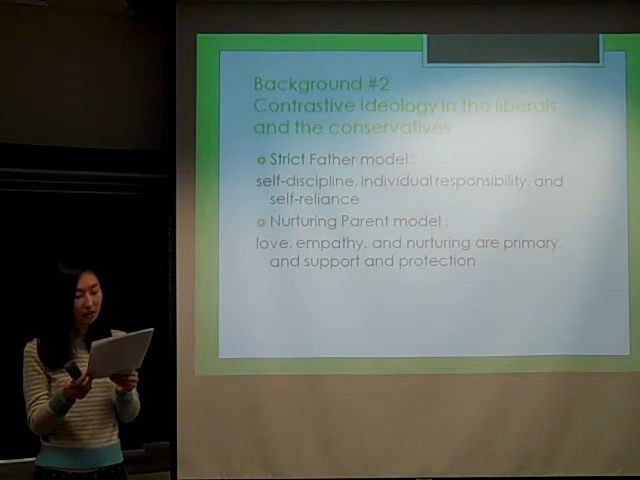 Background #2
Contrastive ideology in the liberals
and the conservatives
Strict Father model :
self-discipline, individual responsibility, and
self-reliance
Nurturing Parent model :
love, empathy, and nurturing are primary,
and support and protection